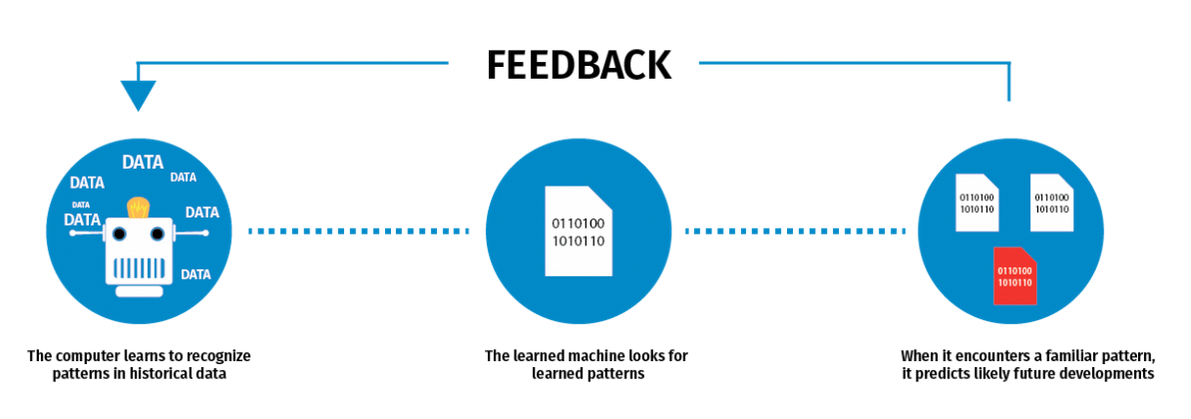 FEEDBACK
DATA
DATA
DATA
DATA
DATA
DATA
DATA
0110100
1010110
0110100
1010110
0110100
1010110
0110100
1010110
The computer learns to recognize
patterns in historical data
The learned machine looks for
learned patterns
When it encounters a familiar pattern,
it predicts likely future developments